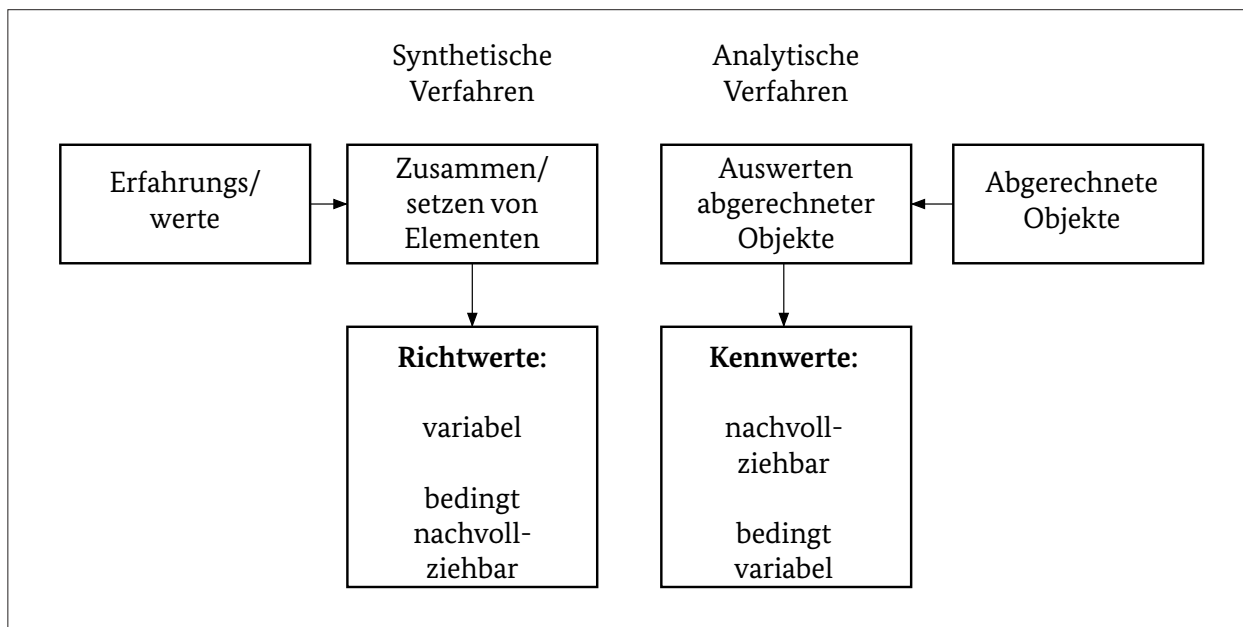 Synthetische
Verfahren
Analytische
Verfahren
Erfahrungs/
werte
Zusammen/
setzen von
Elementen
Auswerten
abgerechneter
Objekte
Abgerechnete
Objekte
Richtwerte:
variabel
bedingt
nachvoll-
ziehbar
Kennwerte:
nachvoll-
ziehbar
bedingt
variabel